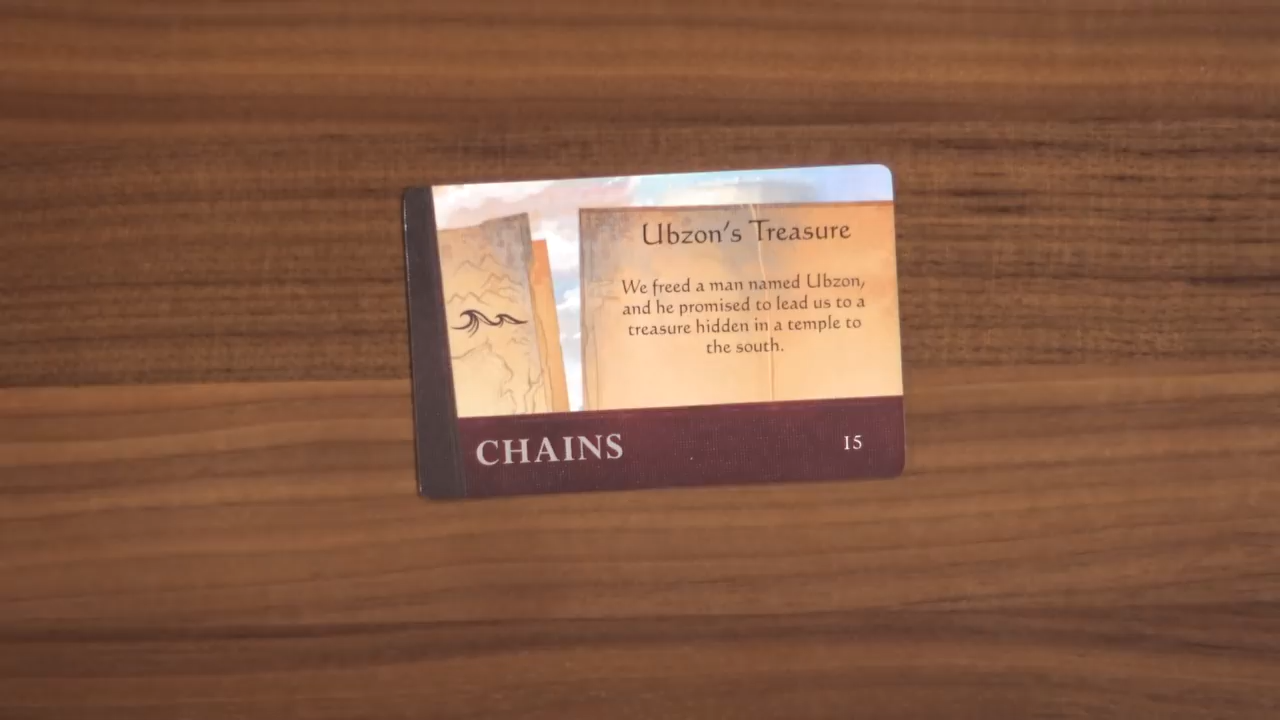 Ubzon's Treasure
We freed a man named Ubzon,
and he promised to lead us to a
treasure hidden in a temple to
the south.
CHAINS
15